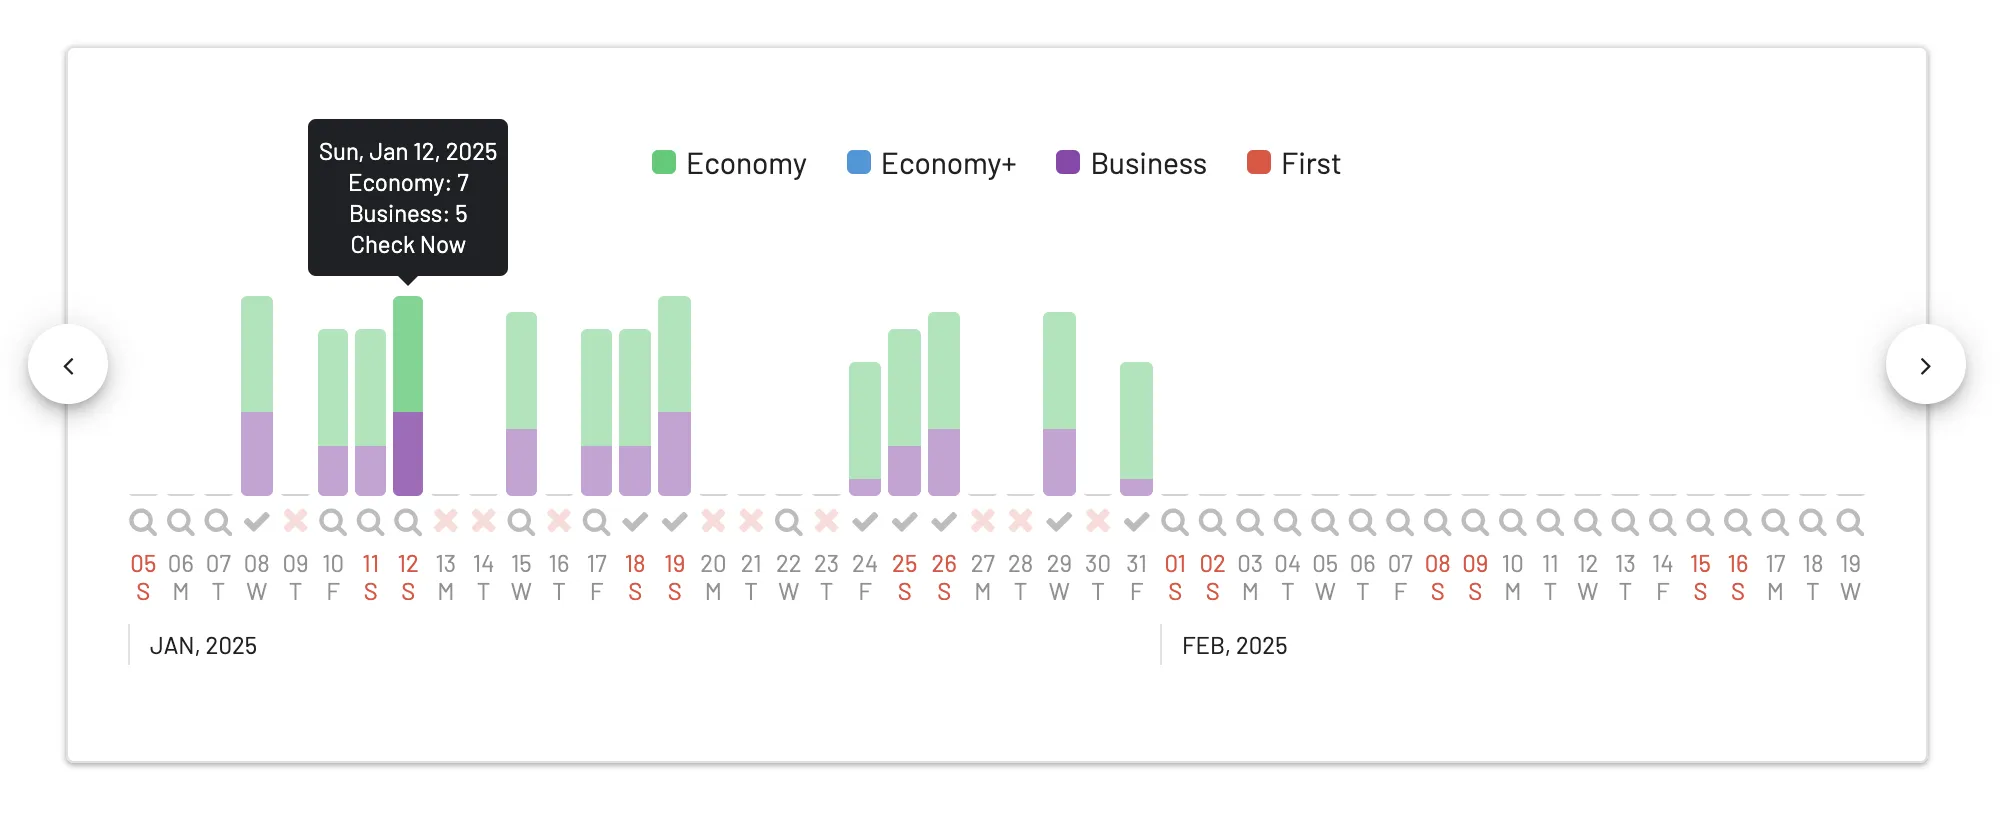 Sun, Jan 12, 2025
Economy: 7
Business: 5
Check Now
Economy Economy+ Business First
05 06 07 08 09 10 11 12 13 14 15 16 17 18 19 20 21 22 23 24 25 26 27 28 29 30 31 01 02 03 04 05 06 07 08 09 10 11 12 13 14 15 16 17 18 19
S M T W T F S S M T W T F S S M T W T F S S M T W T F S S M T W T F S S M T W T F S S M T W
JAN, 2025 FEB, 2025